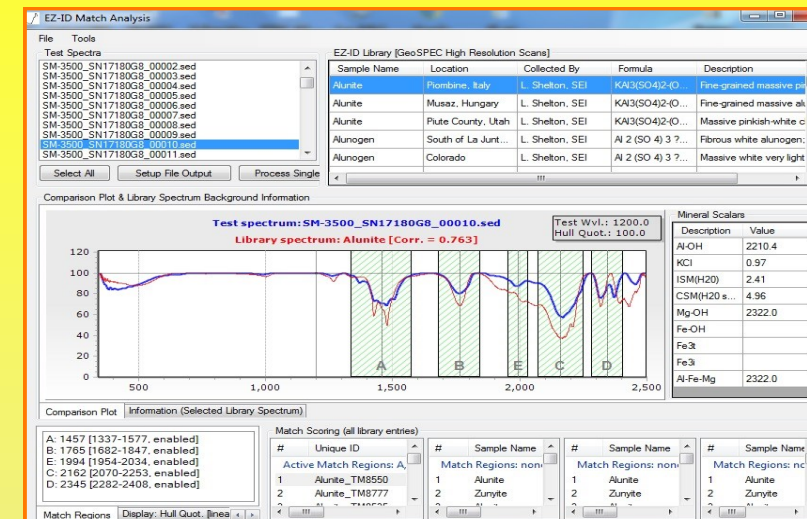 EZ-ID Match Analysis
File Tools
Test Spectra
SM-3500_SN17180G8_00002.sed
SM-3500_SN17180G8_00003.sed
SM-3500_SN17180G8_00004.sed
SM-3500_SN17180G8_00005.sed
SM-3500_SN17180G8_00006.sed
SM-3500_SN17180G8_00007.sed
SM-3500_SN17180G8_00008.sed
SM-3500_SN17180G8_00009.sed
SM-3500_SN17180G8_00010.sed
SM-3500_SN17180G8_00011.sed
Select All Setup File Output Process Single
EZ-ID Library [GeoSPEC High Resolution Scans]
Sample Name Location Collected By Formula Description
Alunite Piombine, Italy L. Shelton, SEI KAl3(SO4)2-(O... Fine-grained massive pin
Alunite Musaz, Hungary L. Shelton, SEI KAl3(SO4)2-(O... Fine-grained massive alu
Alunite Piute County, Utah L. Shelton, SEI KAl3(SO4)2-(O... Massive pinkish-white c
Alunogen South of La Junt... L. Shelton, SEI Al 2 (SO 4) 3 ?... Fibrous white alunogen;
Alunogen Colorado L. Shelton, SEI Al 2 (SO 4) 3 ?... Massive white very light
Comparison Plot & Library Spectrum Background Information
Test spectrum: SM-3500_SN17180G8_00010.sed
Library spectrum: Alunite [Corr. = 0.763]
Test Wvl.: 1200.0
Hull Quot.: 100.0
120
100
80
60
40
20
0
A B E C D
500 1,000 1,500 2,000 2,500
Mineral Scalars
Description Value
Al-OH 2210.4
KCI 0.97
ISM(H20) 2.41
CSM(H20 s... 4.96
Mg-OH 2322.0
Fe-OH
Fe3t
Fe3i
Al-Fe-Mg 2322.0
Comparison Plot Information (Selected Library Spectrum)
A: 1457 [1337-1577, enabled]
B: 1765 [1682-1847, enabled]
E: 1994 [1954-2034, enabled]
C: 2162 [2070-2253, enabled]
D: 2345 [2282-2408, enabled]
Match Regions Display: Hull Quot. [linea
Match Scoring (all library entries)
# Unique ID
Active Match Regions: A,
1 Alunite_TM8550
2 Alunite_TM8777
# Sample Name
Match Regions: non
1 Alunite
2 Zunyite
# Sample Name
Match Regions: non
1 Alunite
2 Zunyite
# Sample Name
Match Regions: nc
1 Alunite
2 Zunyite